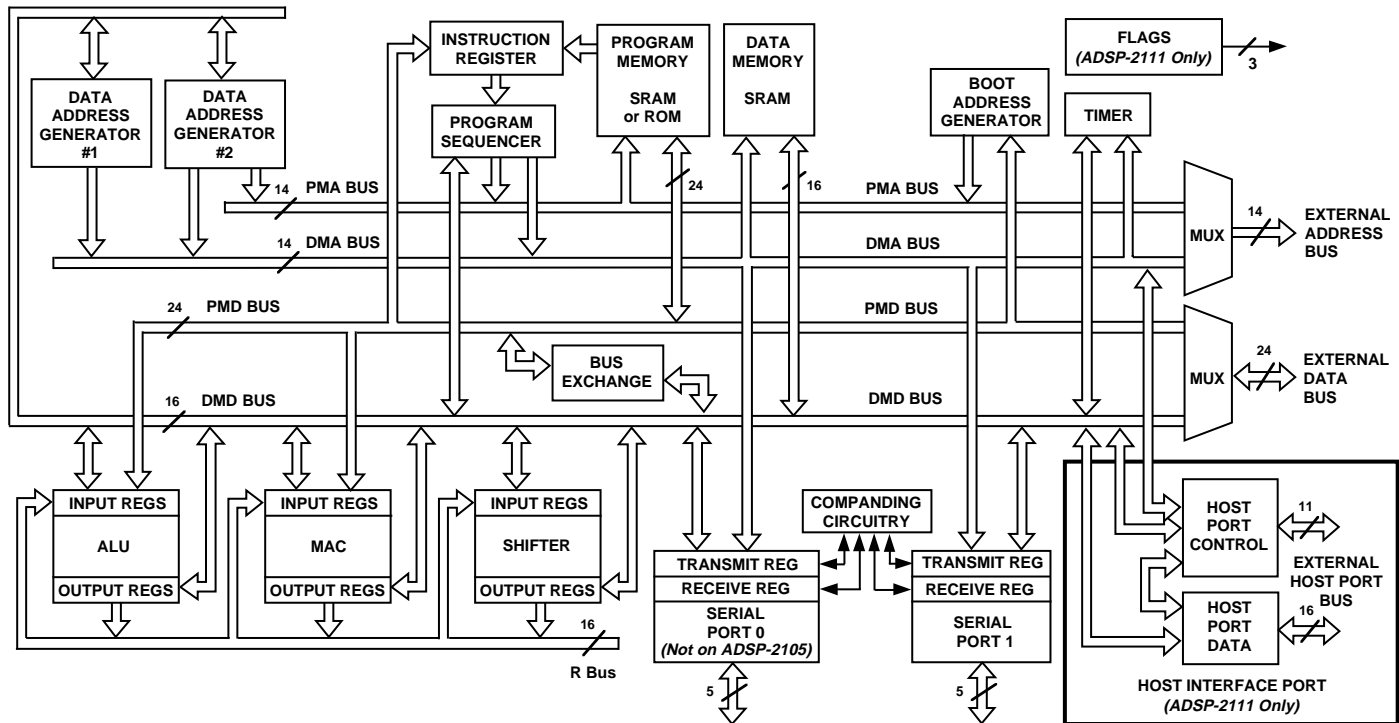 INSTRUCTION
REGISTER
PROGRAM
MEMORY
SRAM
or ROM
DATA
MEMORY
SRAM
FLAGS
(ADSP-2111 Only)
3
DATA
ADDRESS
GENERATOR
#1
DATA
ADDRESS
GENERATOR
#2
PROGRAM
SEQUENCER
BOOT
ADDRESS
GENERATOR
TIMER
14
PMA BUS
24
16
PMA BUS
14
DMA BUS
DMA BUS
MUX
14
EXTERNAL
ADDRESS
BUS
24
PMD BUS
PMD BUS
BUS
EXCHANGE
MUX
24
EXTERNAL
DATA
BUS
16
DMD BUS
DMD BUS
INPUT REGS
ALU
OUTPUT REGS
INPUT REGS
MAC
OUTPUT REGS
INPUT REGS
SHIFTER
OUTPUT REGS
16
R Bus
COMPANDING
CIRCUITRY
TRANSMIT REG
RECEIVE REG
SERIAL
PORT 0
(Not on ADSP-2105)
5
TRANSMIT REG
RECEIVE REG
SERIAL
PORT 1
5
HOST
PORT
CONTROL
11
EXTERNAL
HOST PORT
BUS
HOST
PORT
DATA
16
HOST INTERFACE PORT
(ADSP-2111 Only)